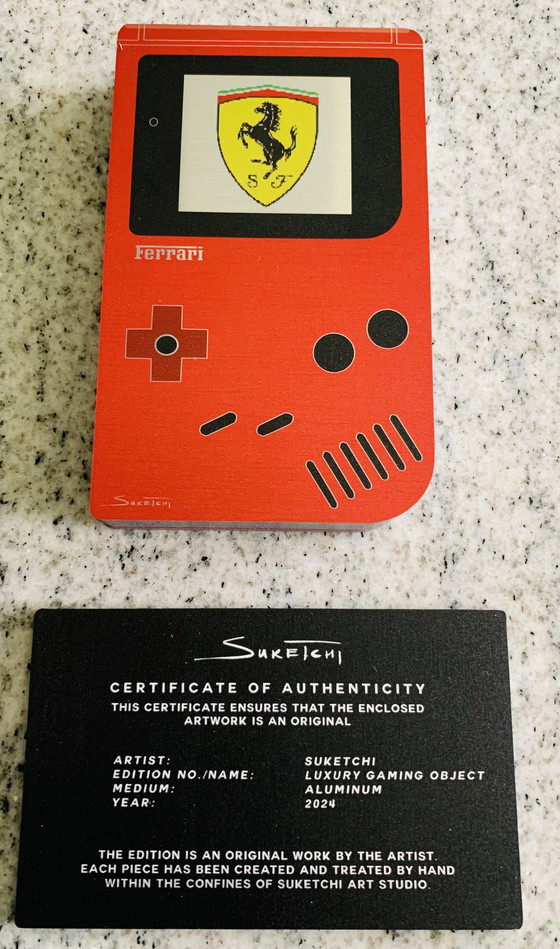 S F
Ferrari
SUKETCHI
SUKETCHI
CERTIFICATE OF AUTHENTICITY
THIS CERTIFICATE ENSURES THAT THE ENCLOSED
ARTWORK IS AN ORIGINAL
ARTIST: SUKETCHI
EDITION NO./NAME: LUXURY GAMING OBJECT
MEDIUM: ALUMINUM
YEAR: 2024
THE EDITION IS AN ORIGINAL WORK BY THE ARTIST.
EACH PIECE HAS BEEN CREATED AND TREATED BY HAND
WITHIN THE CONFINES OF SUKETCHI ART STUDIO.